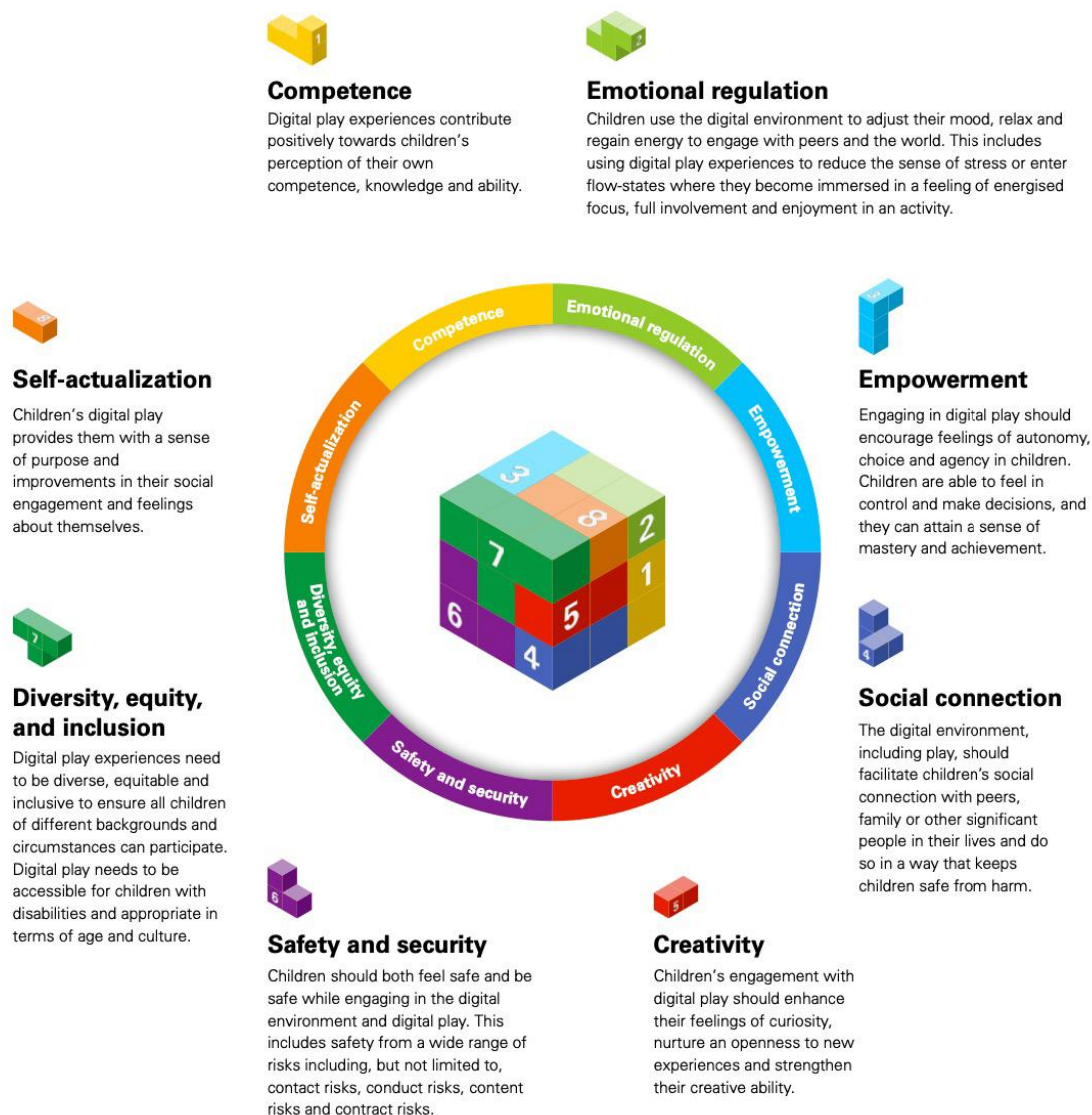 1
Competence
Digital play experiences contribute
positively towards children's
perception of their own
competence, knowledge and ability.
2
Emotional regulation
Children use the digital environment to adjust their mood, relax and
regain energy to engage with peers and the world. This includes
using digital play experiences to reduce the sense of stress or enter
flow-states where they become immersed in a feeling of energised
focus, full involvement and enjoyment in an activity.
3
Empowerment
Engaging in digital play should
encourage feelings of autonomy,
choice and agency in children.
Children are able to feel in
control and make decisions, and
they can attain a sense of
mastery and achievement.
4
Social connection
The digital environment,
including play, should
facilitate children's social
connection with peers,
family or other significant
people in their lives and do
so in a way that keeps
children safe from harm.
5
Creativity
Children's engagement with
digital play should enhance
their feelings of curiosity,
nurture an openness to new
experiences and strengthen
their creative ability.
6
Safety and security
Children should both feel safe and be
safe while engaging in the digital
environment and digital play. This
includes safety from a wide range of
risks including, but not limited to,
contact risks, conduct risks, content
risks and contract risks.
7
Diversity, equity,
and inclusion
Digital play experiences need
to be diverse, equitable and
inclusive to ensure all children
of different backgrounds and
circumstances can participate.
Digital play needs to be
accessible for children with
disabilities and appropriate in
terms of age and culture.
8
Self-actualization
Children's digital play
provides them with a sense
of purpose and
improvements in their social
engagement and feelings
about themselves.
Competence
Emotional regulation
Empowerment
Social connection
Creativity
Safety and security
Diversity, equity
and inclusion
Self-actualization
3
8
2
7
1
5
6
4